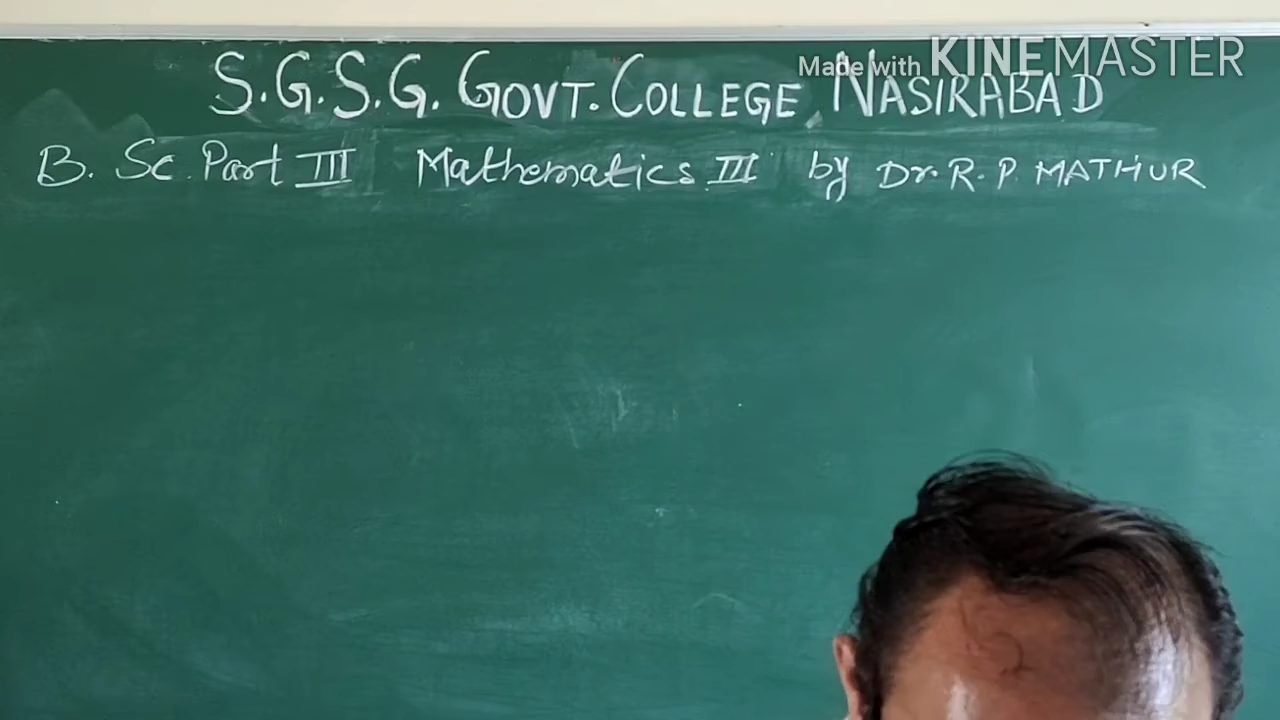 Made with KINEMASTER
S.G.S.G. GOVT. COLLEGE, NASIRABAD
B. Sc. Part III Mathematics III by Dr. R. P. MATHUR